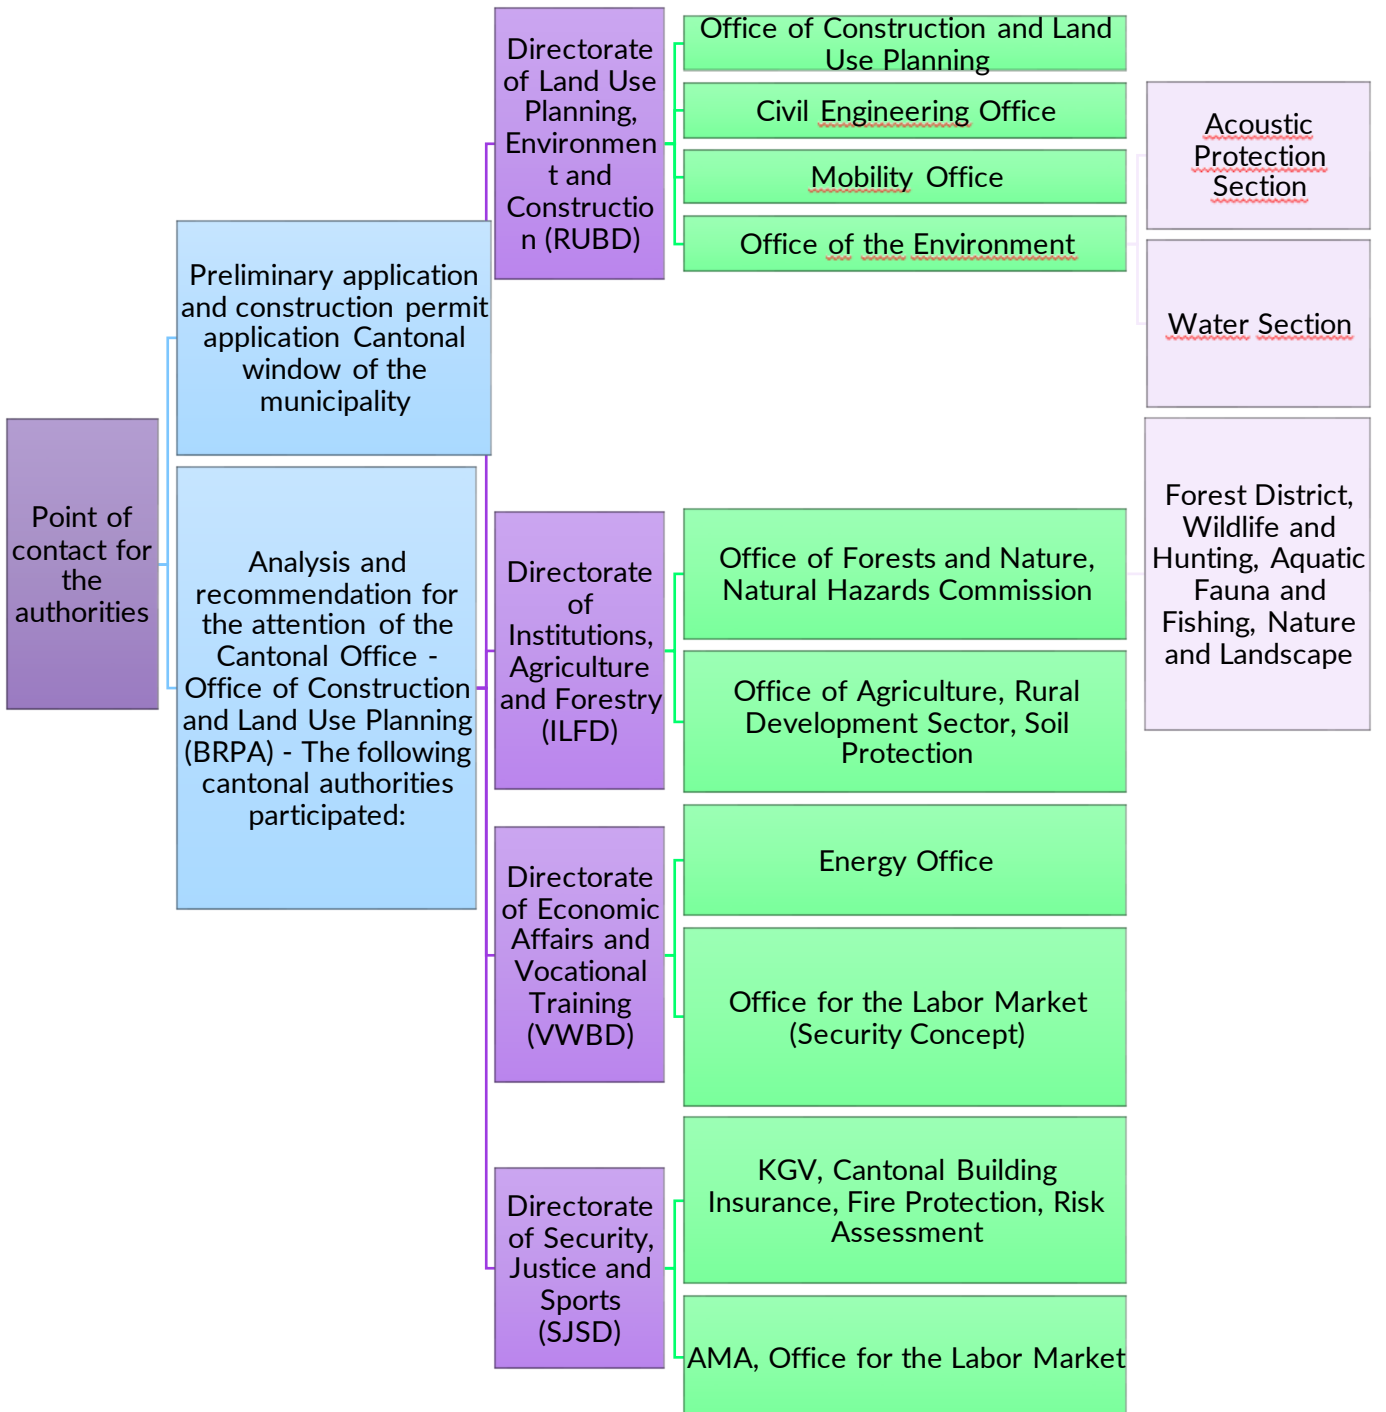 Point of
contact for
the
authorities
Preliminary application
and construction permit
application Cantonal
window of the
municipality
Analysis and
recommendation for
the attention of the
Cantonal Office -
Office of Construction
and Land Use Planning
(BRPA) - The following
cantonal authorities
participated:
Directorate
of Land Use
Planning,
Environmen
t and
Constructio
n (RUBD)
Office of Construction and Land
Use Planning
Civil Engineering Office
Mobility Office
Office of the Environment
Acoustic
Protection
Section
Water Section
Directorate
of
Institutions,
Agriculture
and Forestry
(ILFD)
Office of Forests and Nature,
Natural Hazards Commission
Forest District,
Wildlife and
Hunting, Aquatic
Fauna and
Fishing, Nature
and Landscape
Office of Agriculture, Rural
Development Sector, Soil
Protection
Directorate
of Economic
Affairs and
Vocational
Training
(VWBD)
Energy Office
Office for the Labor Market
(Security Concept)
Directorate
of Security,
Justice and
Sports
(SJSD)
KGV, Cantonal Building
Insurance, Fire Protection, Risk
Assessment
AMA, Office for the Labor Market